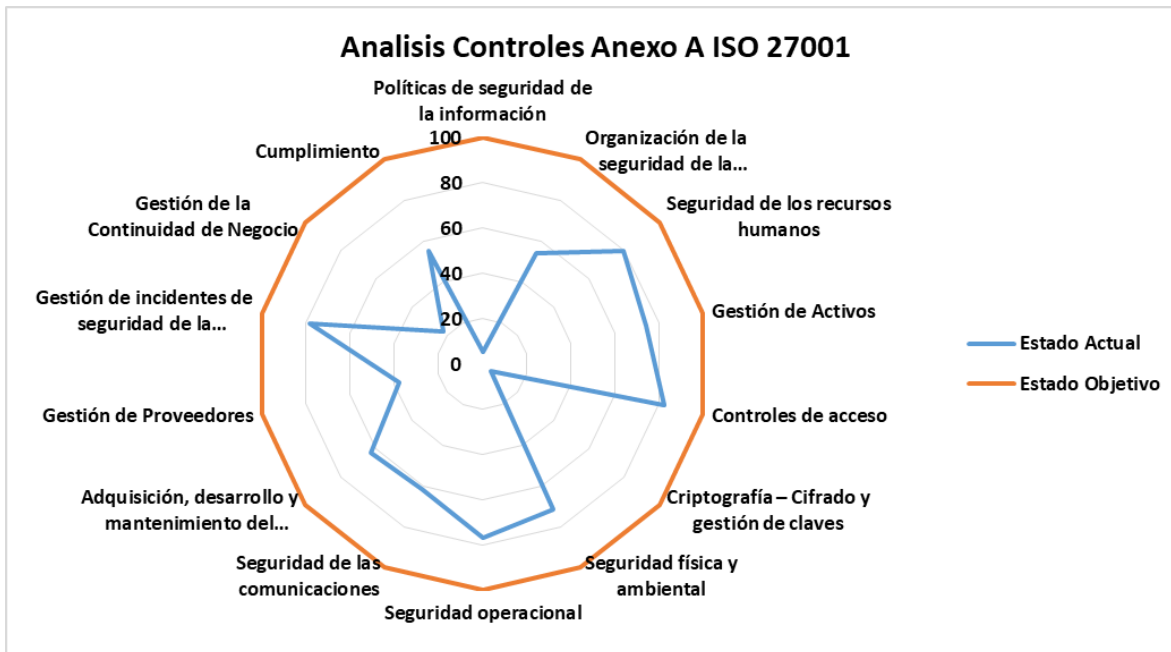 Analisis Controles Anexo A ISO 27001
Políticas de seguridad de
la información
Organización de la
seguridad de la...
Seguridad de los recursos
humanos
Gestión de Activos
Controles de acceso
Criptografía – Cifrado y
gestión de claves
Seguridad física y
ambiental
Seguridad operacional
Seguridad de las
comunicaciones
Adquisición, desarrollo y
mantenimiento del...
Gestión de Proveedores
Gestión de incidentes de
seguridad de la...
Gestión de la
Continuidad de Negocio
Cumplimiento
100
80
60
40
20
0
Estado Actual
Estado Objetivo